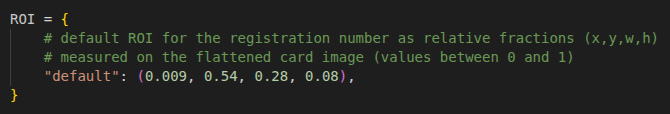 ROI = {
    # default ROI for the registration number as relative fractions (x,y,w,h)
    # measured on the flattened card image (values between 0 and 1)
    "default": (0.009, 0.54, 0.28, 0.08),
}